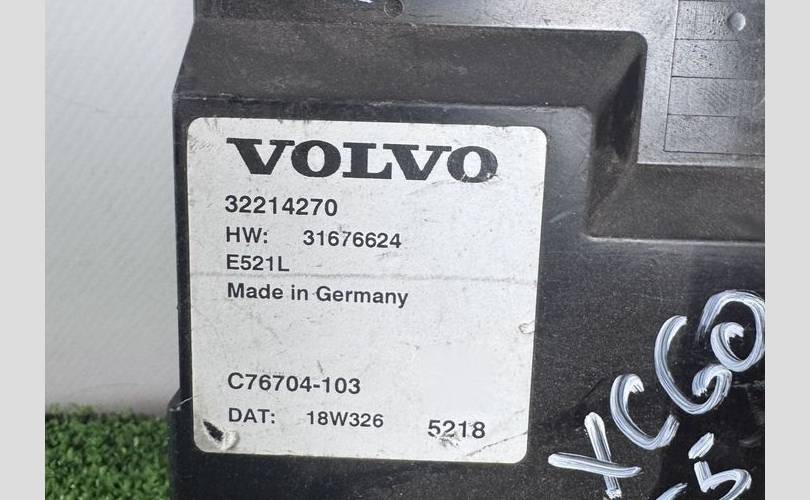 VOLVO
32214270
HW: 31676624
E521L
Made in Germany
C76704-103
DAT: 18W326 5218
XC60